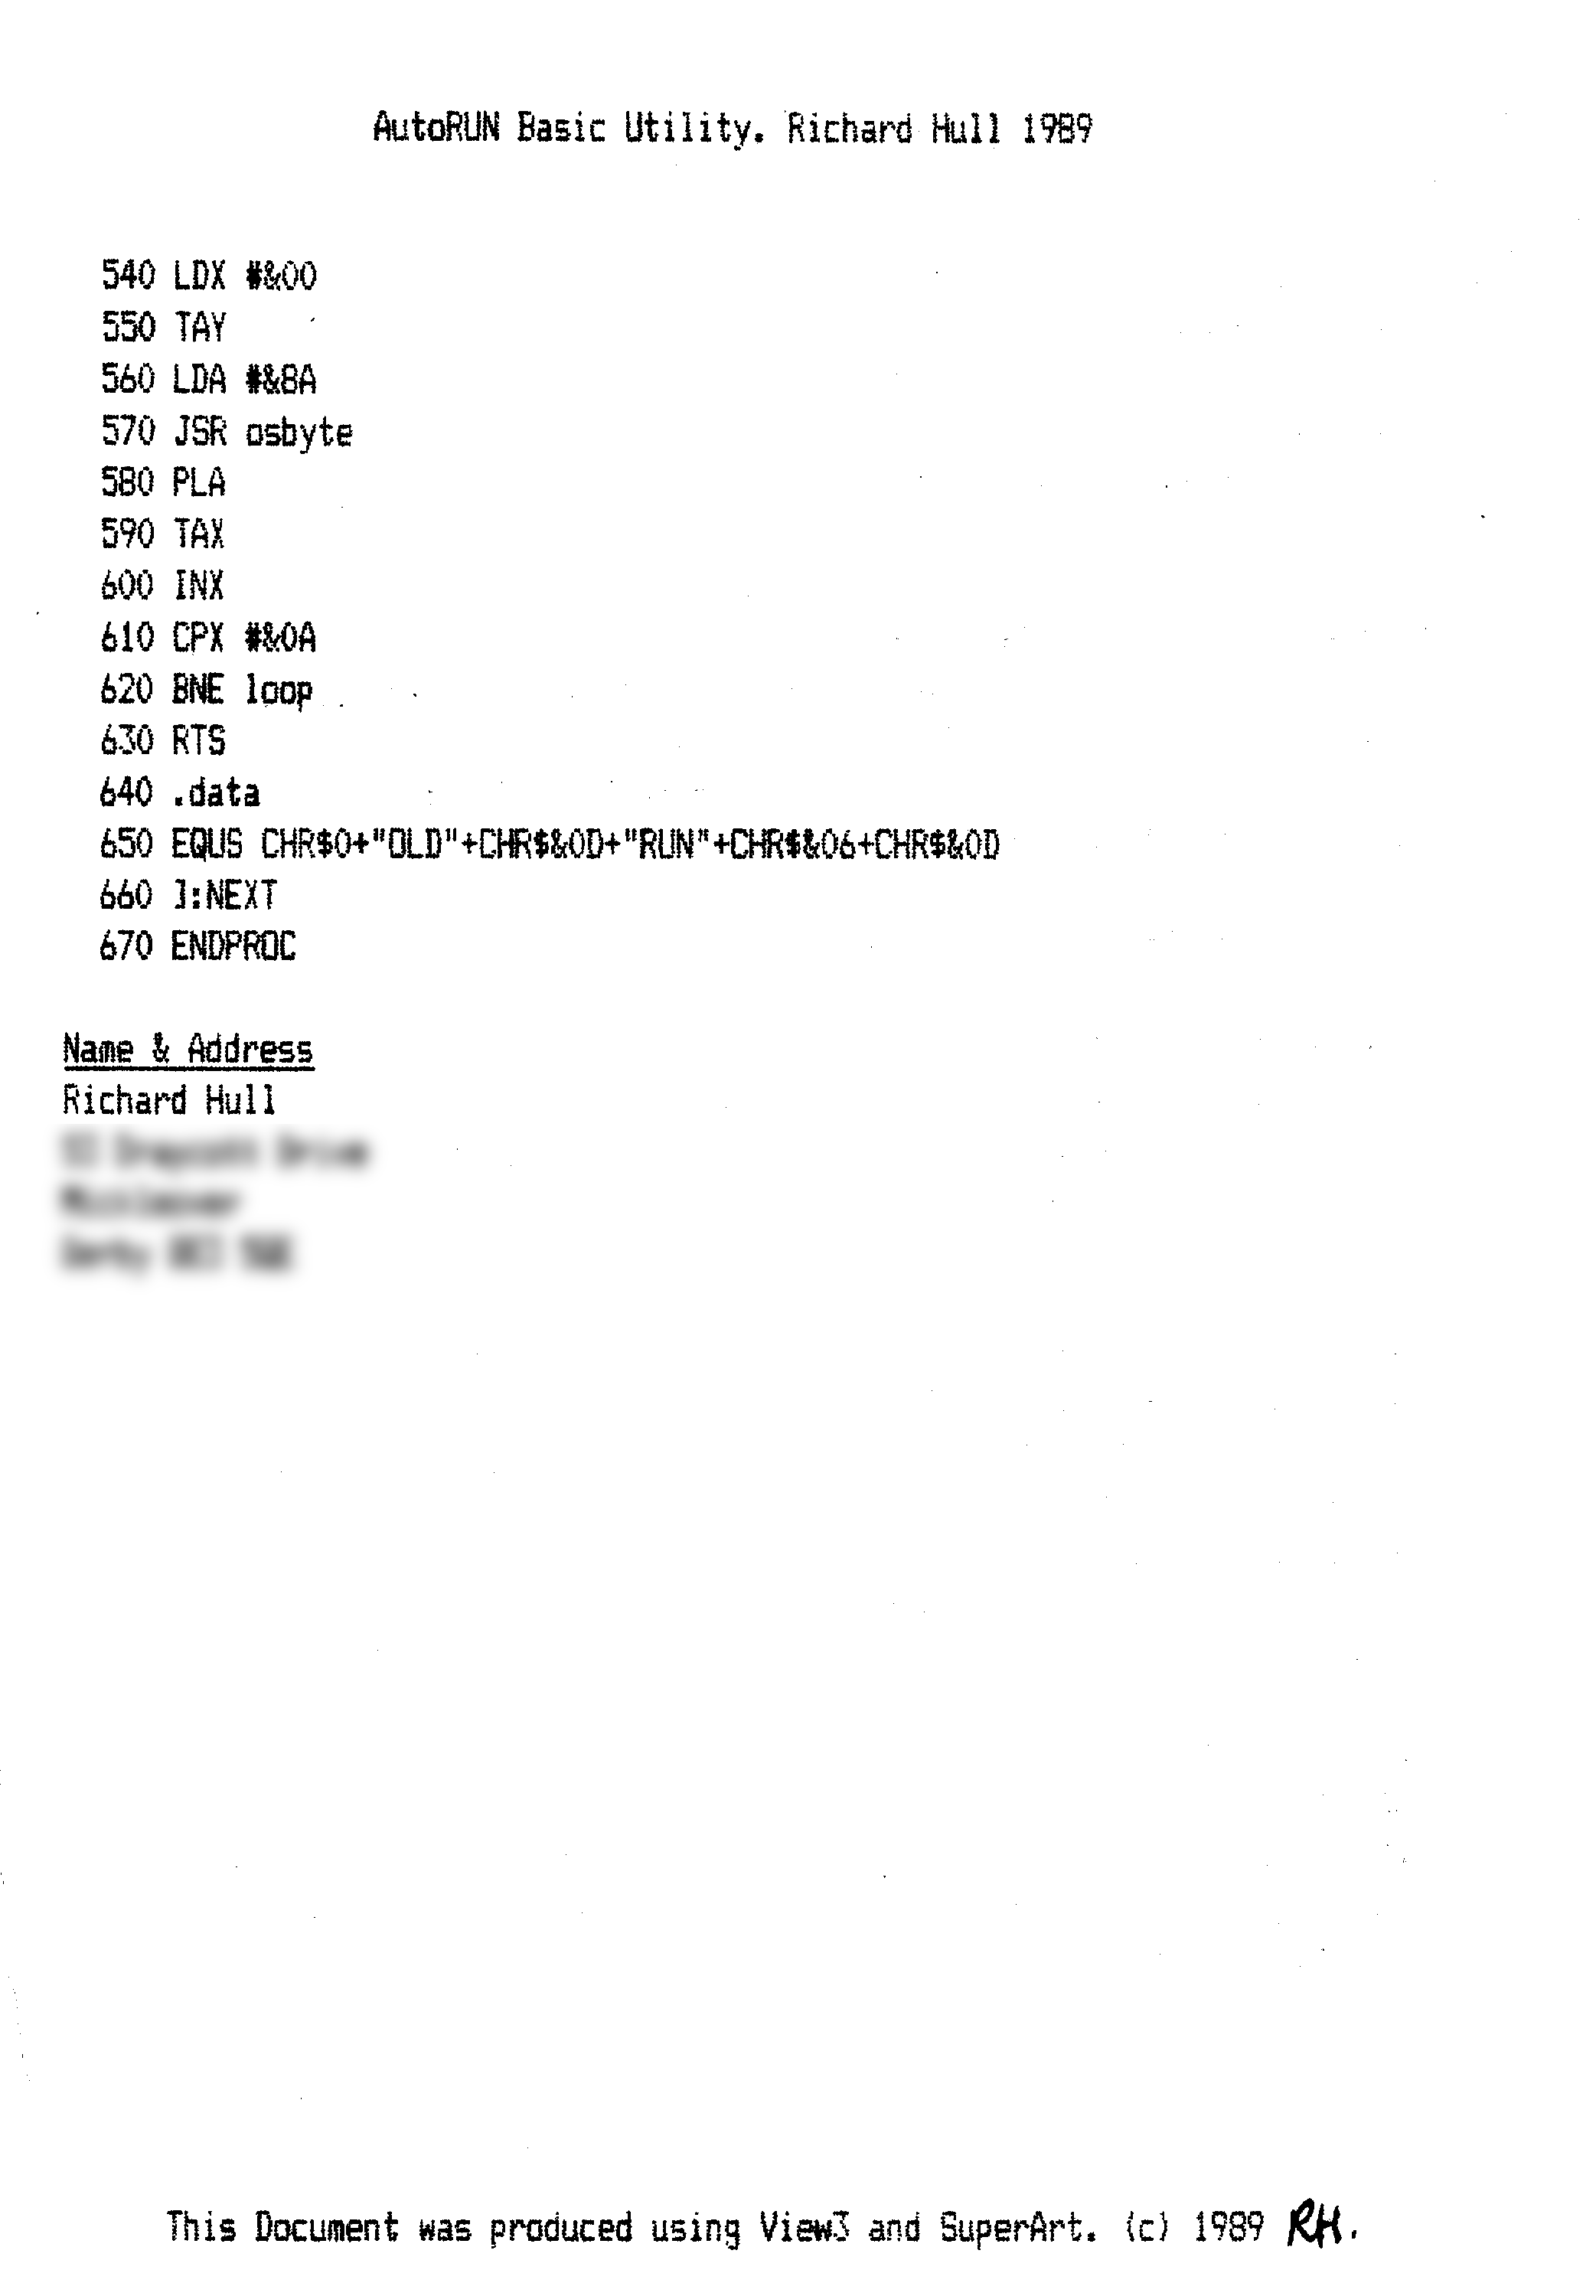 AutoRUN Basic Utility. Richard Hull 1989
540 LDX #&00
550 TAY
560 LDA #&8A
570 JSR osbyte
580 PLA
590 TAX
600 INX
610 CPX #&0A
620 BNE loop
630 RTS
640 .data
650 EQUS CHR$0+"OLD"+CHR$&0D+"RUN"+CHR$&06+CHR$&0D
660 ]:NEXT
670 ENDPROC
Name & Address
Richard Hull
This Document was produced using View3 and SuperArt. (c) 1989 RH.